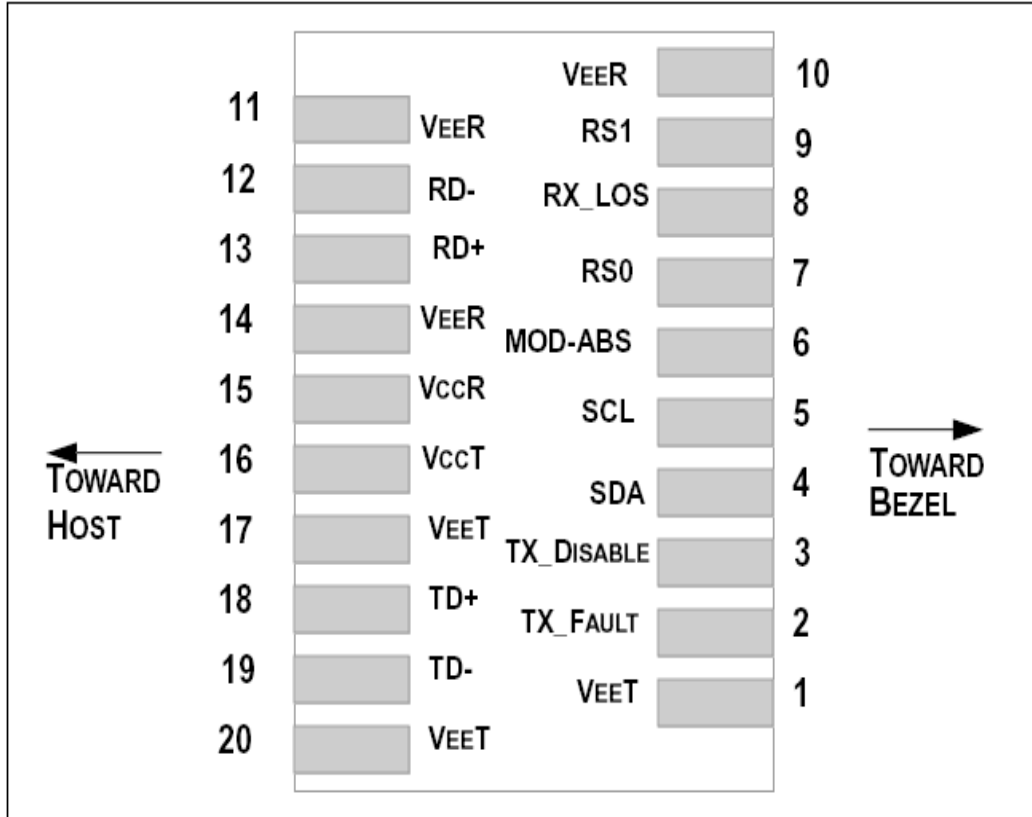 VEER 10
11 VEER
RS1 9
12 RD-
RX_LOS 8
13 RD+
RS0 7
14 VEER
MOD-ABS 6
15 VCCR
SCL 5
16 VCCT
TOWARD
HOST
TOWARD
BEZEL
SDA 4
17 VEET
TX_DISABLE 3
18 TD+
TX_FAULT 2
19 TD-
VEET 1
20 VEET